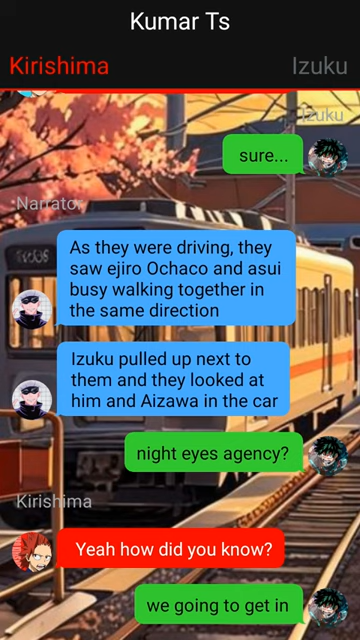 Kumar Ts
Kirishima
Izuku
Izuku
sure...
Narrator
As they were driving, they
saw ejiro Ochaco and asui
busy walking together in
the same direction
Izuku pulled up next to
them and they looked at
him and Aizawa in the car
night eyes agency?
Kirishima
Yeah how did you know?
we going to get in